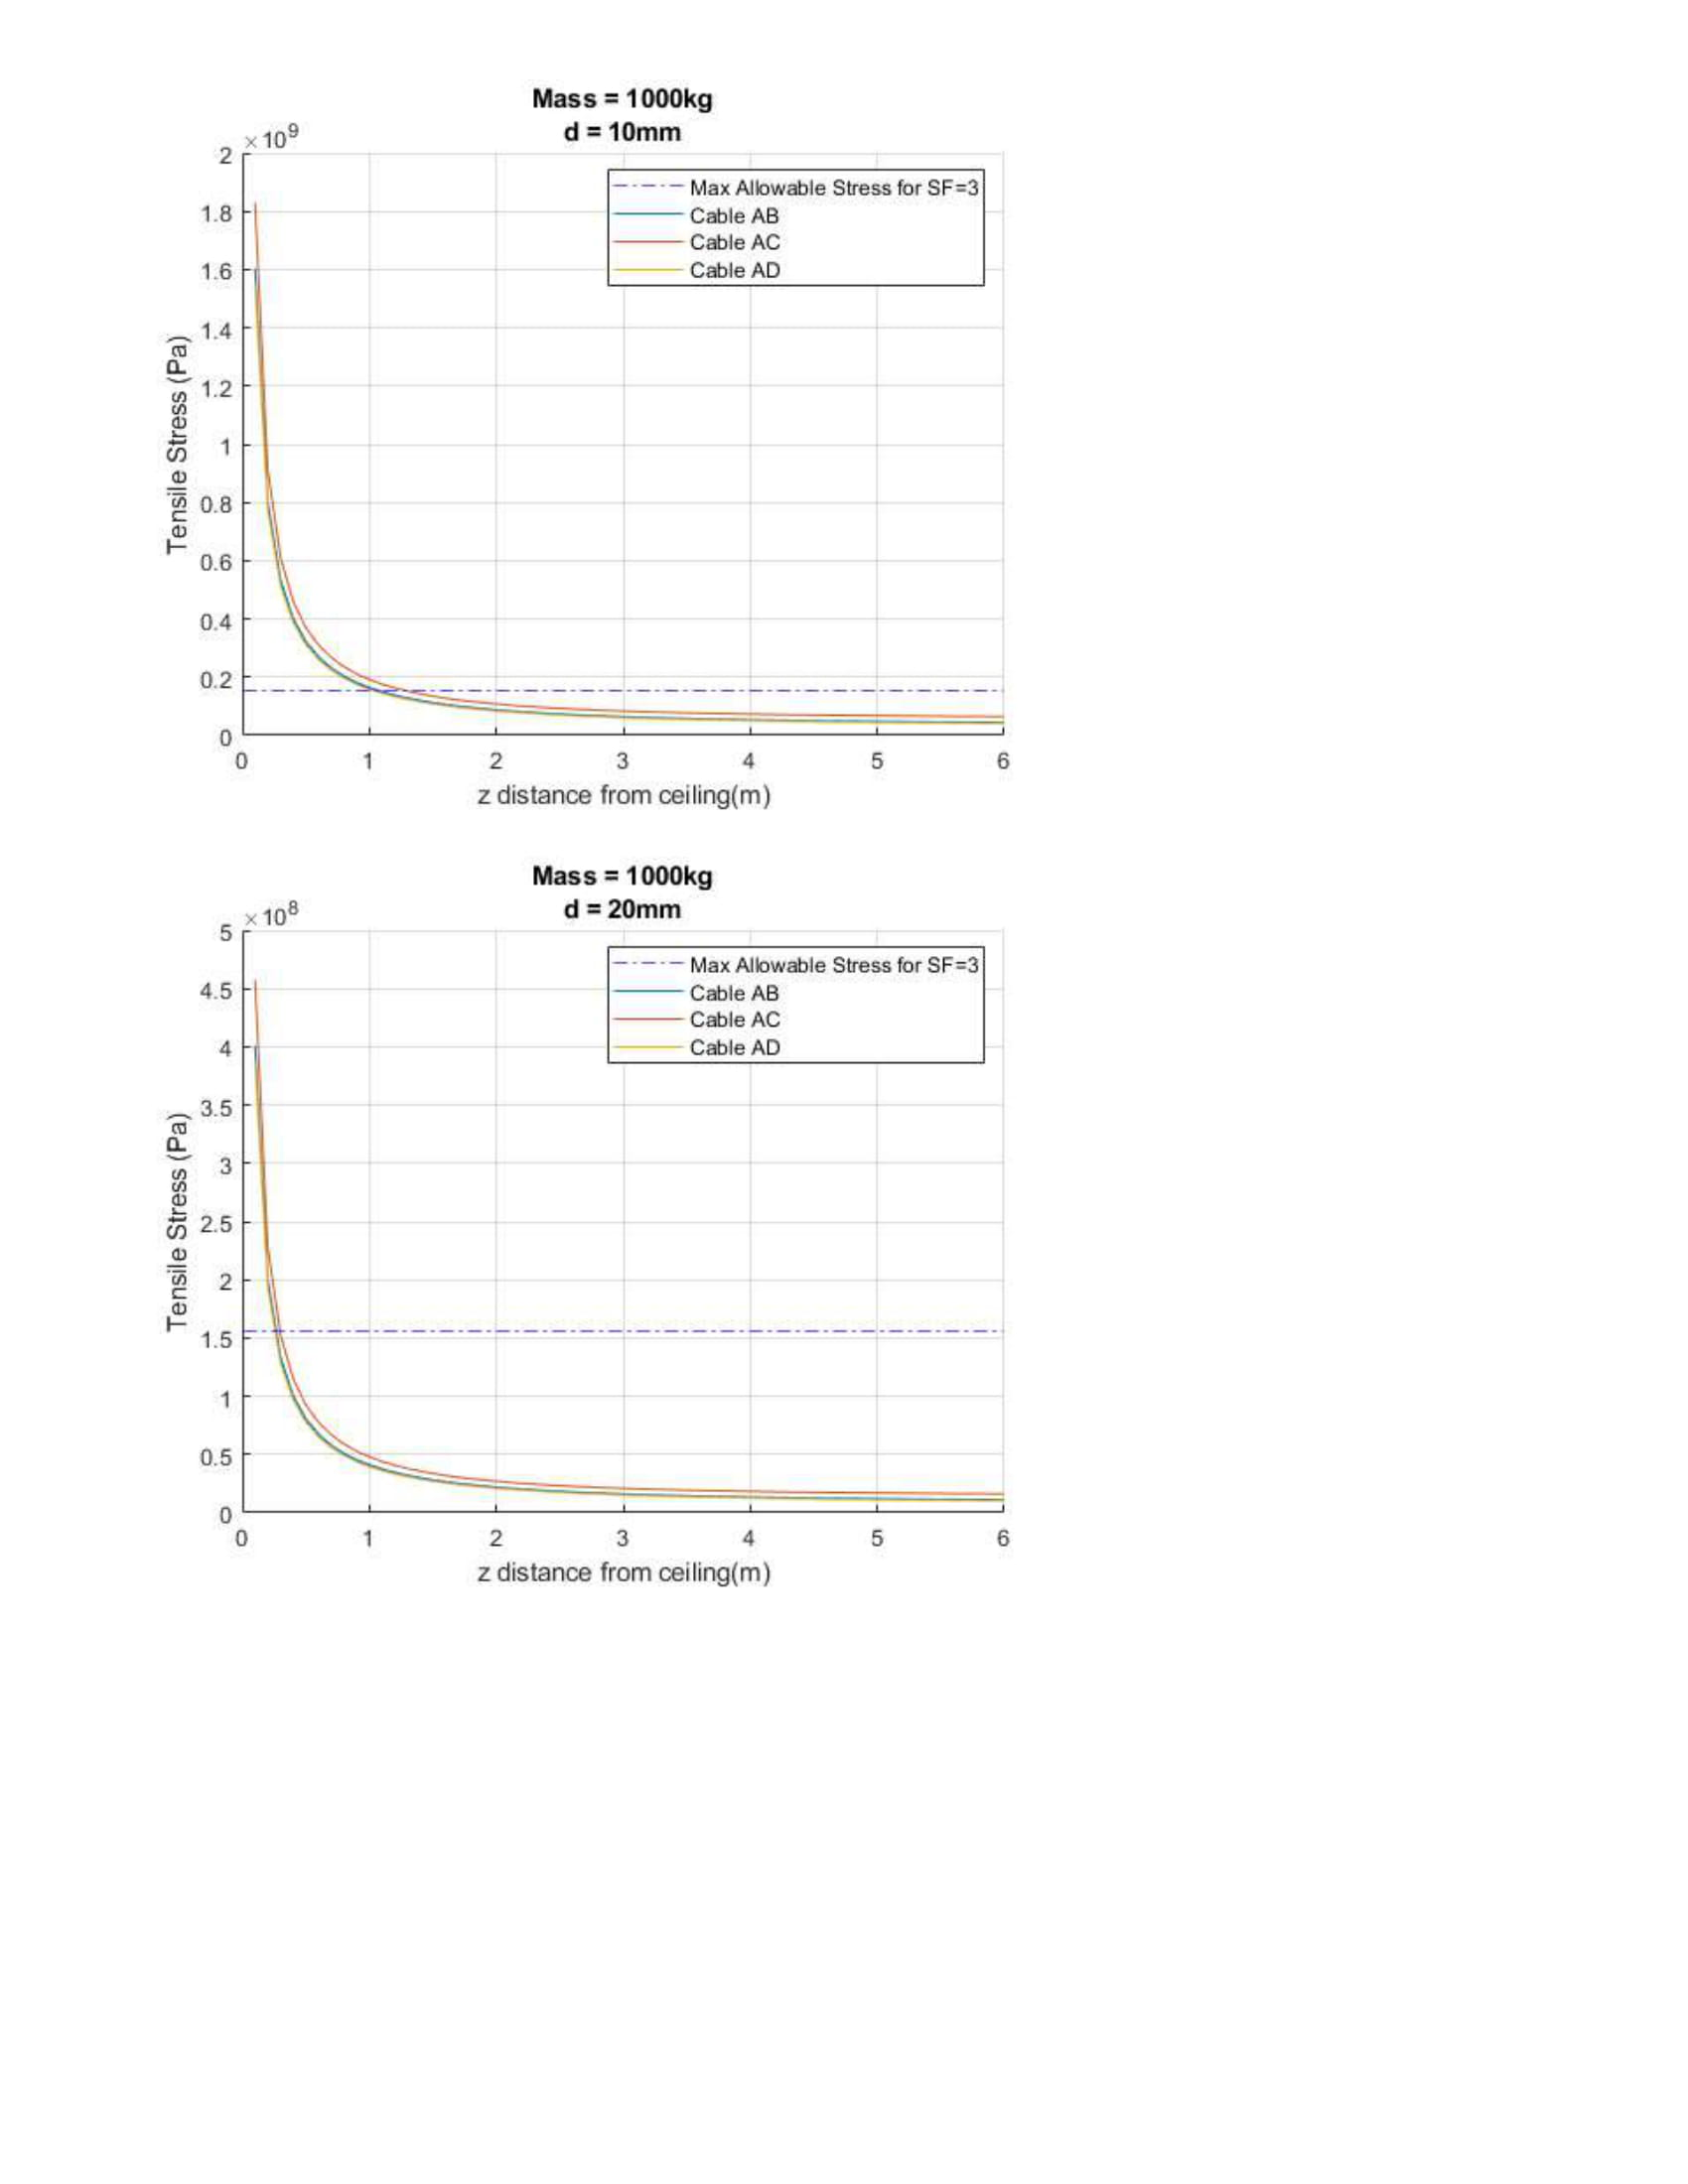 Mass = 1000kg
d = 10mm
×10^9
2
1.8
1.6
1.4
1.2
1
0.8
0.6
0.4
0.2
0
Tensile Stress (Pa)
Max Allowable Stress for SF=3
Cable AB
Cable AC
Cable AD
0 1 2 3 4 5 6
z distance from ceiling(m)
Mass = 1000kg
d = 20mm
×10^8
5
4.5
4
3.5
3
2.5
2
1.5
1
0.5
0
Tensile Stress (Pa)
Max Allowable Stress for SF=3
Cable AB
Cable AC
Cable AD
0 1 2 3 4 5 6
z distance from ceiling(m)